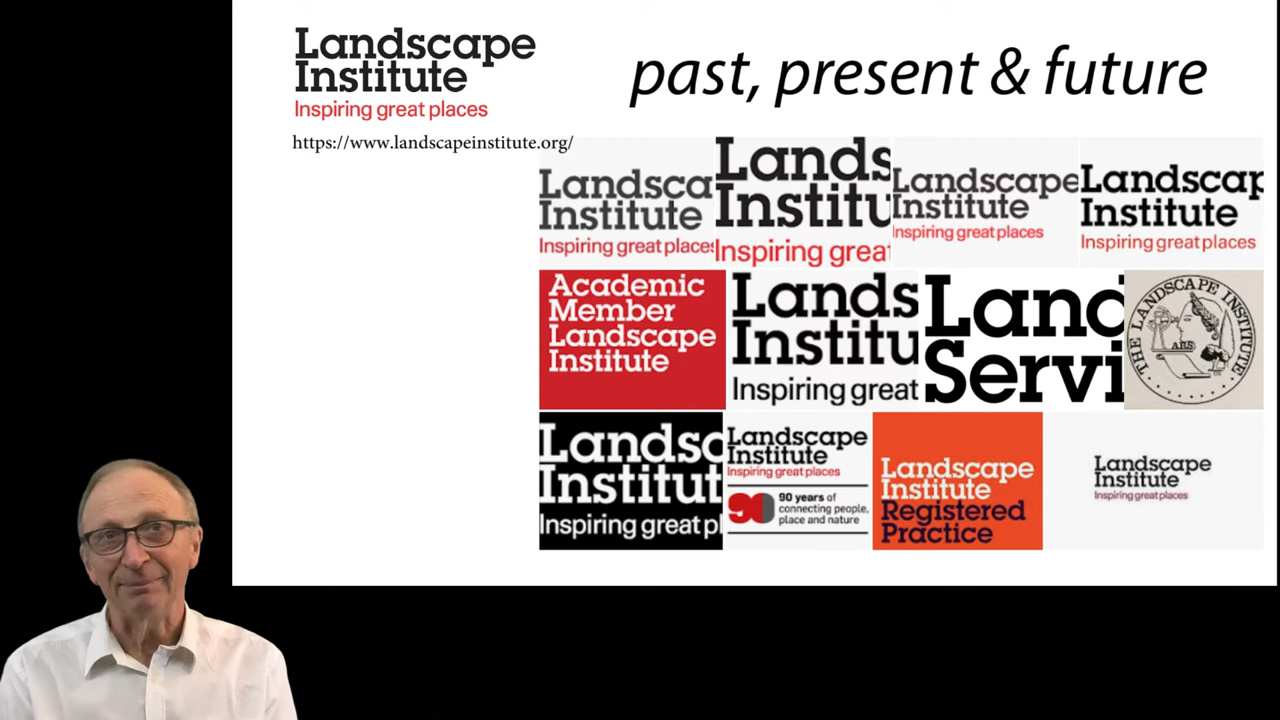 Landscape
Institute
Inspiring great places
https://www.landscapeinstitute.org/
past, present & future
Landsca
Institute
Inspiring great places
Lands
Institu
Inspiring great
Landscape
Institute
Inspiring great places
Landscap
Institute
Inspiring great places
Academic
Member
Landscape
Institute
Lands
Institu
Inspiring great
Land
Servi
THE LANDSCAPE INSTITUTE
ARS
Landsc
Institut
Inspiring great pl
Landscape
Institute
Inspiring great places
90
90 years of
connecting people,
place and nature
Landscape
Institute
Registered
Practice
Landscape
Institute
Inspiring great places